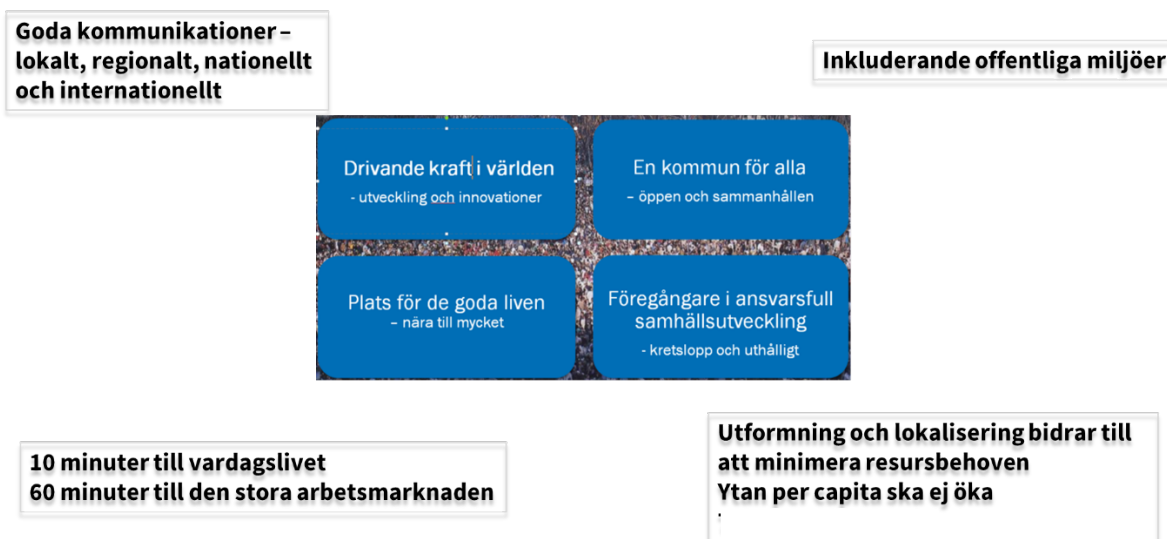 Goda kommunikationer –
lokalt, regionalt, nationellt
och internationellt
Inkluderande offentliga miljöer
Drivande kraft i världen
- utveckling och innovationer
En kommun för alla
– öppen och sammanhållen
Plats för de goda liven
– nära till mycket
Föregångare i ansvarsfull
samhällsutveckling
- kretslopp och uthålligt
10 minuter till vardagslivet
60 minuter till den stora arbetsmarknaden
Utformning och lokalisering bidrar till
att minimera resursbehoven
Ytan per capita ska ej öka